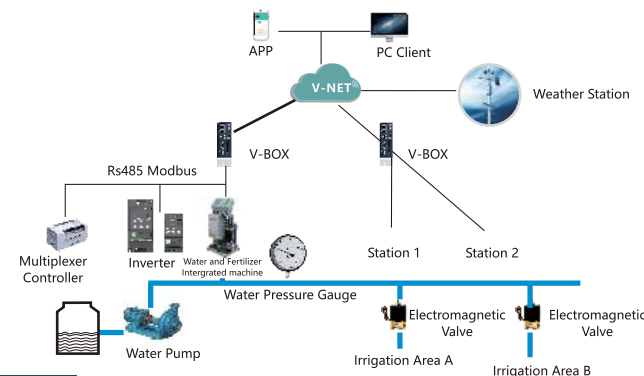 APP
PC Client
V-NET
Weather Station
V-BOX
V-BOX
Rs485 Modbus
Station 1
Station 2
Multiplexer
Controller
Inverter
Water and Fertilizer
Intergrated machine
Water Pressure Gauge
Electromagnetic
Valve
Electromagnetic
Valve
Water Pump
Irrigation Area A
Irrigation Area B